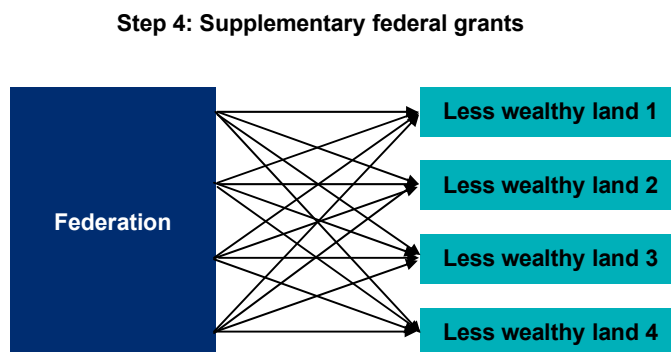 Step 4: Supplementary federal grants
Federation
Less wealthy land 1
Less wealthy land 2
Less wealthy land 3
Less wealthy land 4